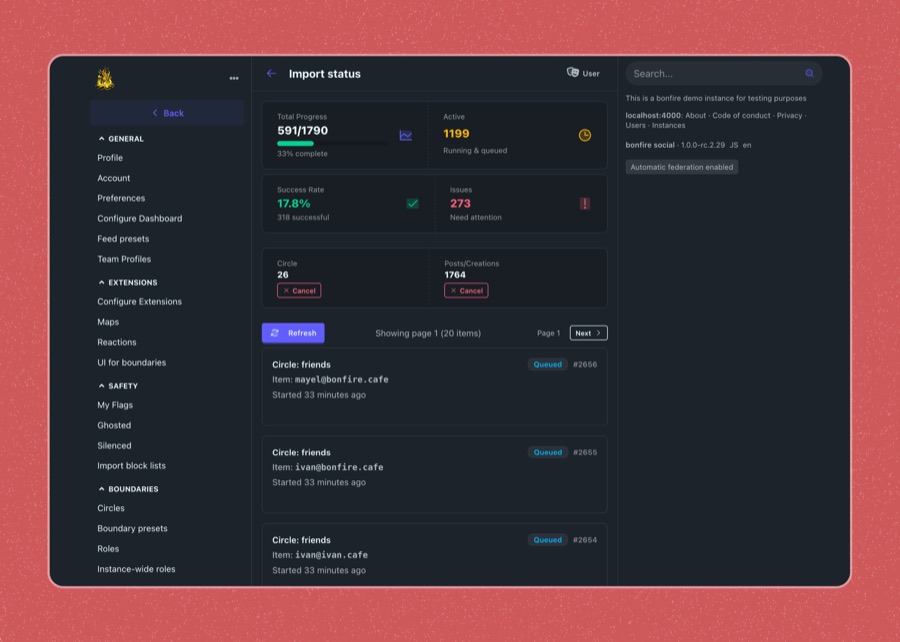 Back
GENERAL
Profile
Account
Preferences
Configure Dashboard
Feed presets
Team Profiles
EXTENSIONS
Configure Extensions
Maps
Reactions
UI for boundaries
SAFETY
My Flags
Ghosted
Silenced
Import block lists
BOUNDARIES
Circles
Boundary presets
Roles
Instance-wide roles
Import status
User
Total Progress
591/1790
33% complete
Active
1199
Running & queued
Success Rate
17.8%
318 successful
Issues
273
Need attention
Circle
26
Cancel
Posts/Creations
1764
Cancel
Refresh
Showing page 1 (20 items)
Page 1
Next
Circle: friends
Queued #2656
Item: mayel@bonfire.cafe
Started 33 minutes ago
Circle: friends
Queued #2655
Item: ivan@bonfire.cafe
Started 33 minutes ago
Circle: friends
Queued #2654
Item: ivan@ivan.cafe
Started 33 minutes ago
Search...
This is a bonfire demo instance for testing purposes
localhost:4000: About · Code of conduct · Privacy ·
Users · Instances
bonfire social · 1.0.0-rc.2.29 JS en
Automatic federation enabled